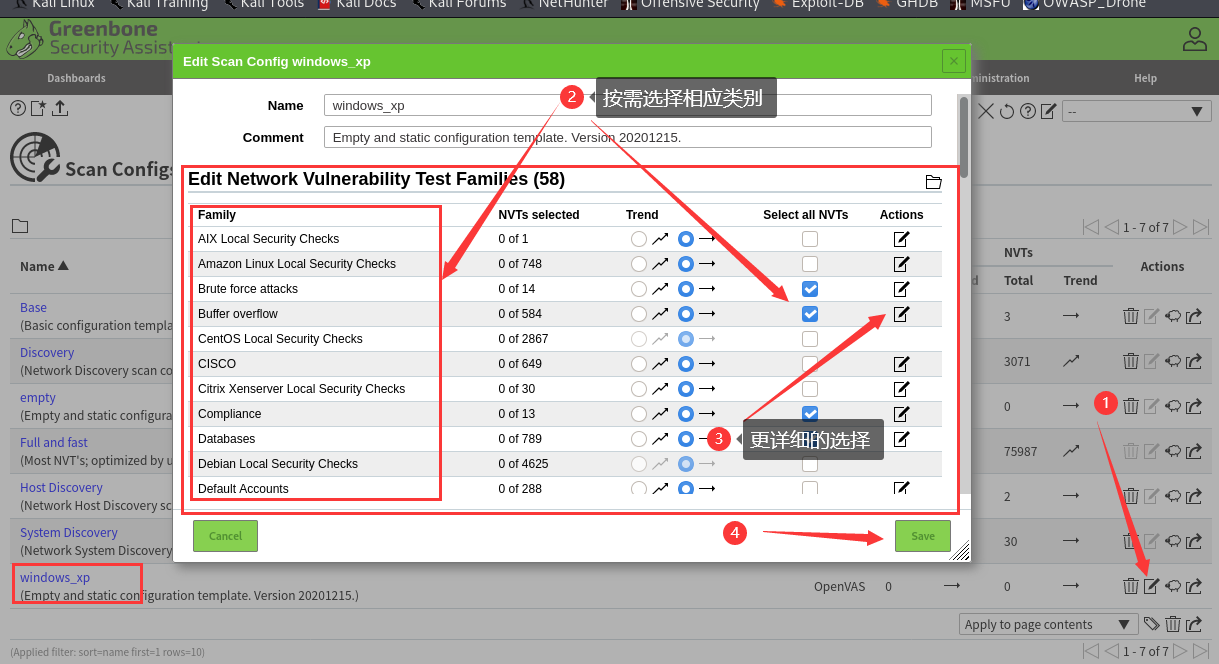 Kali Linux Kali Training Kali Tools Kali Docs Kali Forums NetHunter Offensive Security Exploit-DB GHDB MSFU OWASP_Drone
Greenbone
Security Assist
Dashboards
inistration
Help
Edit Scan Config windows_xp
Name windows_xp
2 按需选择相应类别
Comment Empty and static configuration template. Version 20201215.
--
Scan Configs
Edit Network Vulnerability Test Families (58)
Family NVTs selected Trend Select all NVTs Actions
AIX Local Security Checks 0 of 1
Amazon Linux Local Security Checks 0 of 748
Brute force attacks 0 of 14
Buffer overflow 0 of 584
CentOS Local Security Checks 0 of 2867
CISCO 0 of 649
Citrix Xenserver Local Security Checks 0 of 30
Compliance 0 of 13
Databases 0 of 789
3 更详细的选择
Debian Local Security Checks 0 of 4625
Default Accounts 0 of 288
Cancel
4
Save
1 - 7 of 7
Name
NVTs
d Total Trend
Actions
Base
(Basic configuration templa
3
Discovery
(Network Discovery scan co
3071
empty
(Empty and static configura
0
1
Full and fast
(Most NVT's; optimized by u
75987
Host Discovery
(Network Host Discovery sc
2
System Discovery
(Network System Discovery
30
windows_xp
(Empty and static configuration template. Version 20201215.)
OpenVAS 0 0
Apply to page contents
(Applied filter: sort=name first=1 rows=10)
1 - 7 of 7